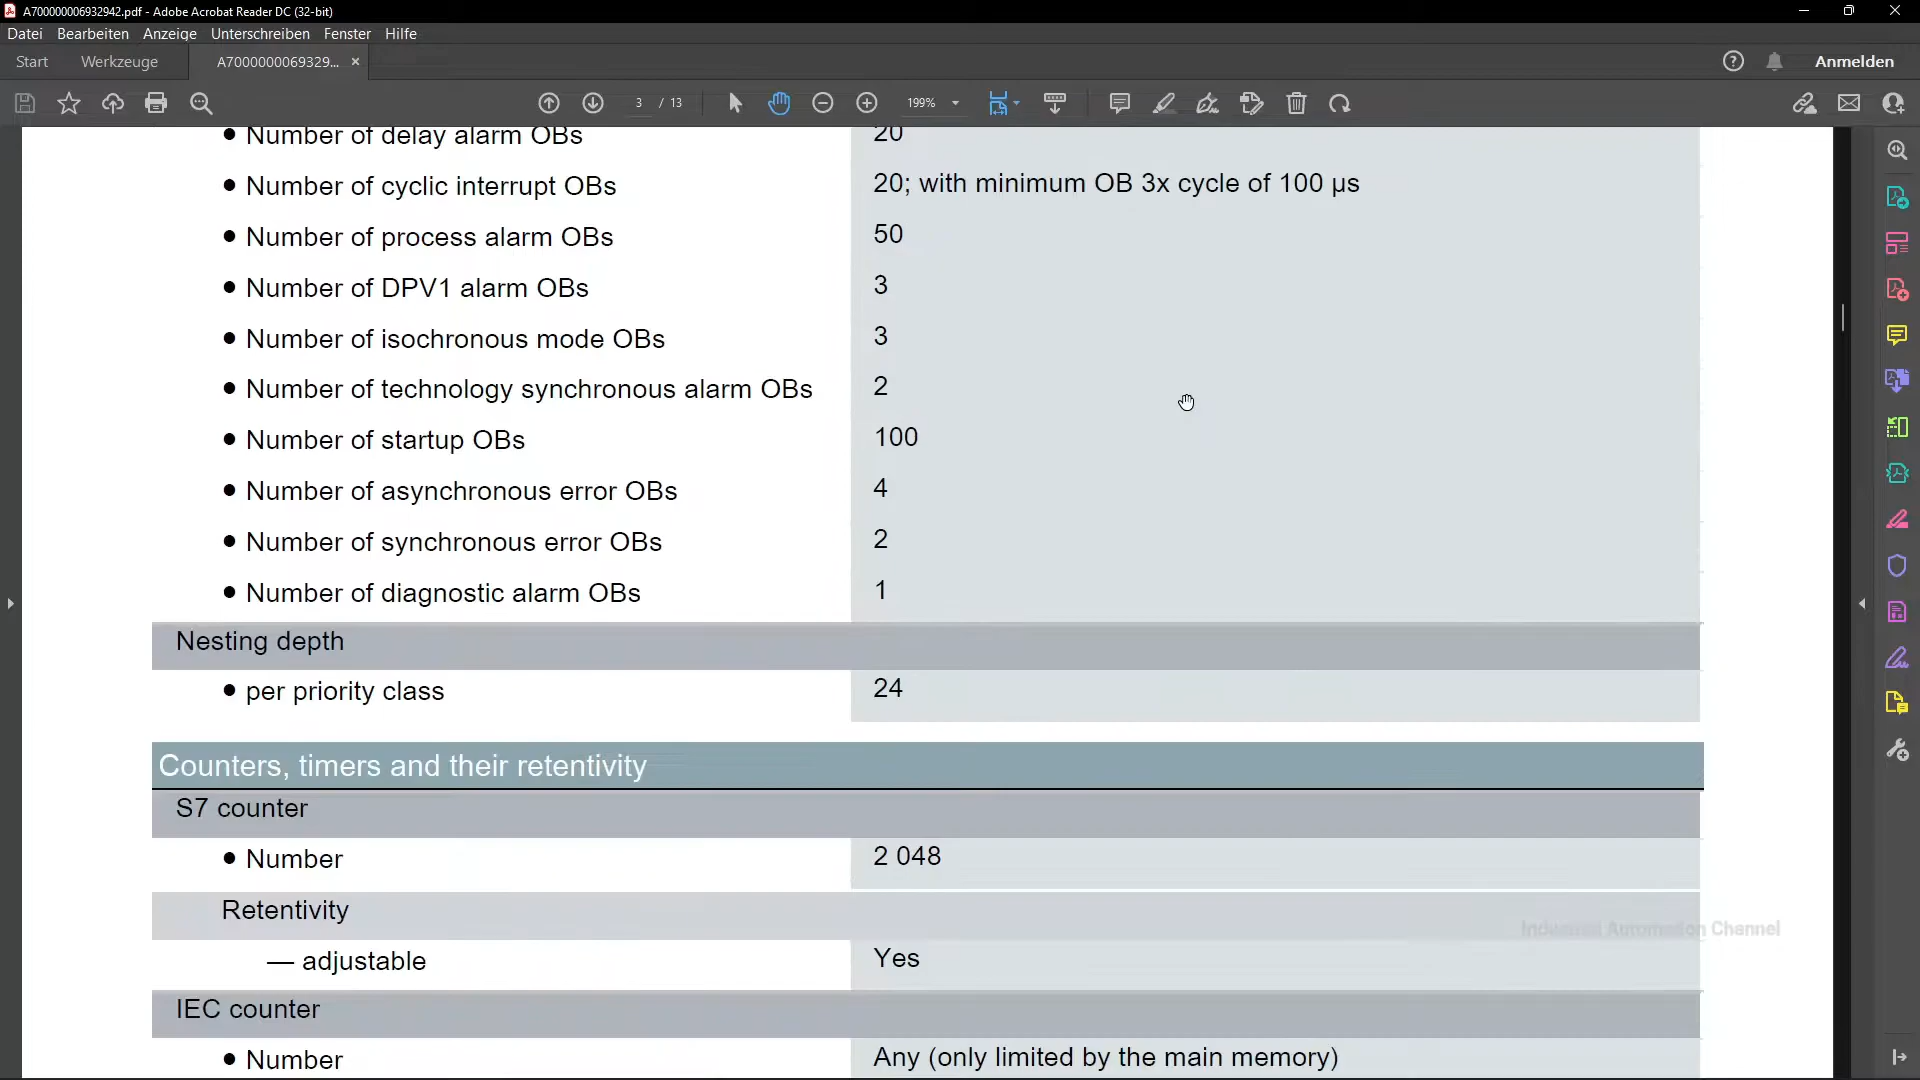 A700000006932942.pdf - Adobe Acrobat Reader DC (32-bit)
Datei Bearbeiten Anzeige Unterschreiben Fenster Hilfe
Start Werkzeuge A7000000069329... × Anmelden
3 / 13 199%
• Number of delay alarm OBs 20
• Number of cyclic interrupt OBs 20; with minimum OB 3x cycle of 100 µs
• Number of process alarm OBs 50
• Number of DPV1 alarm OBs 3
• Number of isochronous mode OBs 3
• Number of technology synchronous alarm OBs 2
• Number of startup OBs 100
• Number of asynchronous error OBs 4
• Number of synchronous error OBs 2
• Number of diagnostic alarm OBs 1
Nesting depth
• per priority class 24
Counters, timers and their retentivity
S7 counter
• Number 2 048
Retentivity
Industrial Automation Channel
— adjustable Yes
IEC counter
• Number Any (only limited by the main memory)